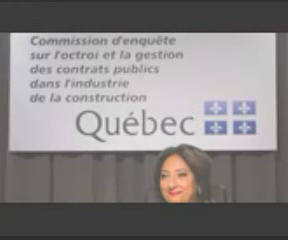 Commission d'enquête
sur l'octroi et la gestion
des contrats publics
dans l'industrie
de la construction
Québec